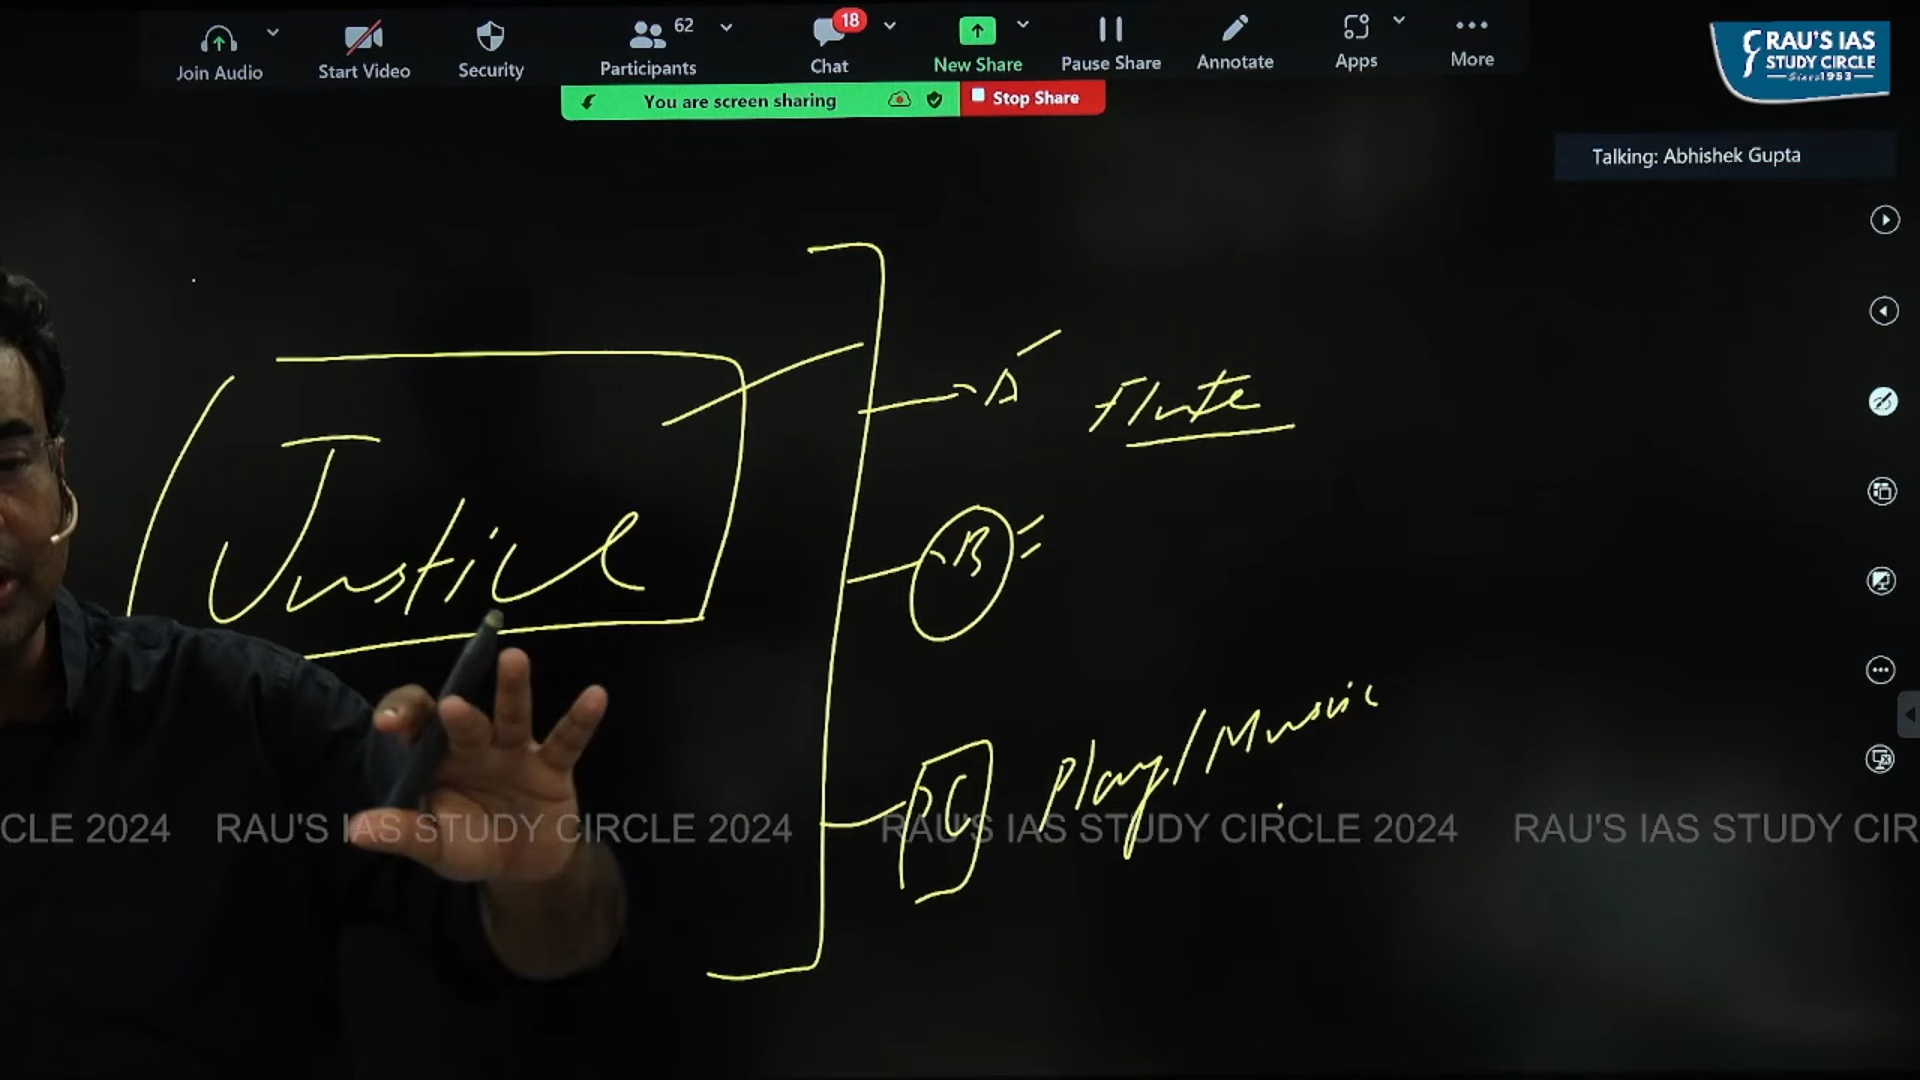 Join Audio
Start Video
Security
Participants 62
Chat 18
New Share
Pause Share
Annotate
Apps
More
RAU'S IAS
STUDY CIRCLE
Since 1953
You are screen sharing
Stop Share
Talking: Abhishek Gupta
A Flute
Justice
B
C Play/Music
CLE 2024 RAU'S IAS STUDY CIRCLE 2024 RAU'S IAS STUDY CIRCLE 2024 RAU'S IAS STUDY CIR